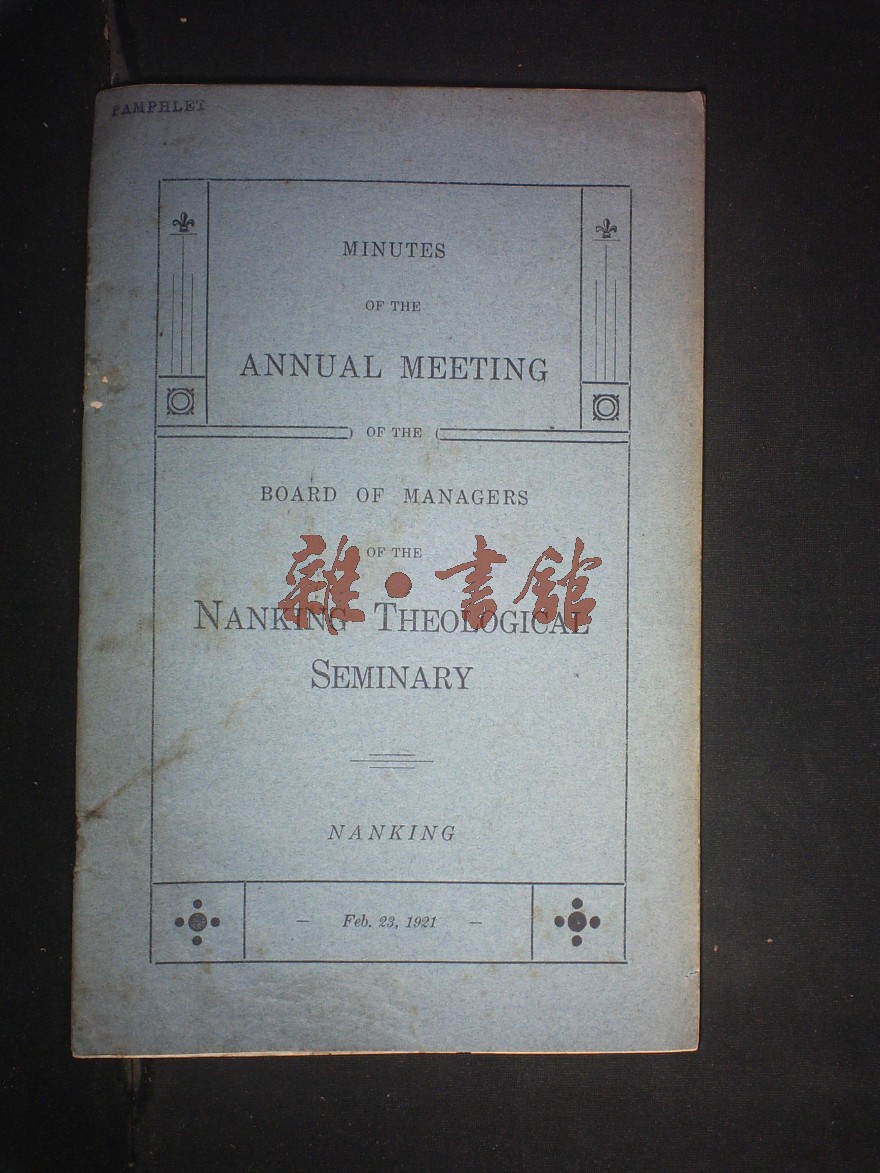 PAMPHLET
MINUTES
OF THE
ANNUAL MEETING
OF THE
BOARD OF MANAGERS
OF THE
雜·書館
NANKING THEOLOGICAL
SEMINARY
NANKING
— Feb. 23, 1921 —